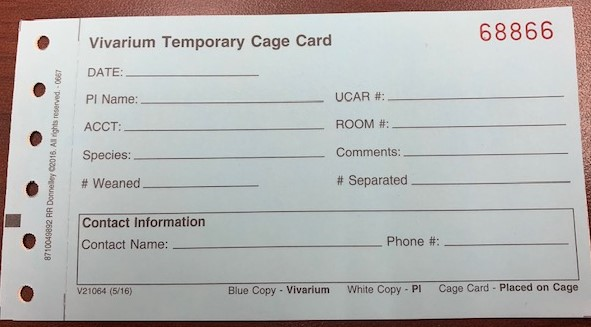 Vivarium Temporary Cage Card 68866
DATE:
PI Name: UCAR #:
ACCT: ROOM #:
Species: Comments:
# Weaned # Separated
Contact Information
Contact Name: Phone #:
V21064 (5/16) Blue Copy - Vivarium White Copy - PI Cage Card - Placed on Cage
8710049892 RR Donnelley ©2016. All rights reserved. - 0667